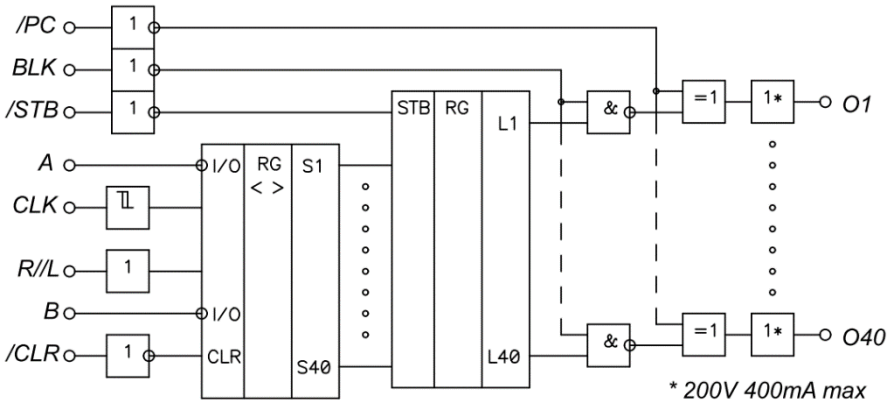 /PC 1
BLK 1
/STB 1 STB RG L1 & =1 1* O1
A I/O RG S1
< >
CLK
R//L 1
B I/O
/CLR 1 CLR S40 L40 & =1 1* O40
* 200V 400mA max